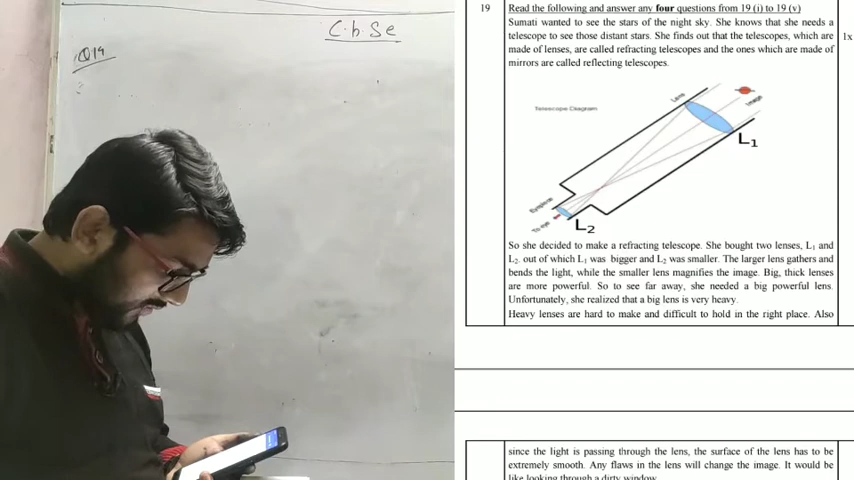 C.b.Se
Q19
19
Read the following and answer any four questions from 19 (i) to 19 (v)
Sumati wanted to see the stars of the night sky. She knows that she needs a
telescope to see those distant stars. She finds out that the telescopes, which are
made of lenses, are called refracting telescopes and the ones which are made of
mirrors are called reflecting telescopes.
1x
Telescope Diagram
Lens
Image
L1
Eyepiece
To eye
L2
So she decided to make a refracting telescope. She bought two lenses, L1 and
L2, out of which L1 was bigger and L2 was smaller. The larger lens gathers and
bends the light, while the smaller lens magnifies the image. Big, thick lenses
are more powerful. So to see far away, she needed a big powerful lens.
Unfortunately, she realized that a big lens is very heavy.
Heavy lenses are hard to make and difficult to hold in the right place. Also
since the light is passing through the lens, the surface of the lens has to be
extremely smooth. Any flaws in the lens will change the image. It would be
like looking through a dirty window.